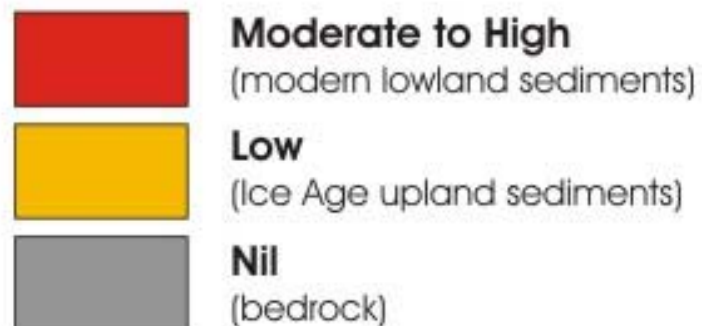 Moderate to High
(modern lowland sediments)
Low
(Ice Age upland sediments)
Nil
(bedrock)